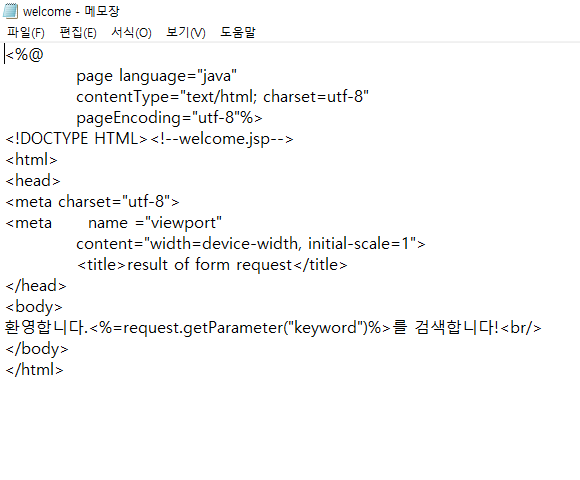 welcome - 메모장
파일(F) 편집(E) 서식(O) 보기(V) 도움말
<%@
page language="java"
contentType="text/html; charset=utf-8"
pageEncoding="utf-8"%>
<!DOCTYPE HTML><!--welcome.jsp-->
<html>
<head>
<meta charset="utf-8">
<meta name ="viewport"
content="width=device-width, initial-scale=1">
<title>result of form request</title>
</head>
<body>
환영합니다.<%=request.getParameter("keyword")%>를 검색합니다!<br/>
</body>
</html>